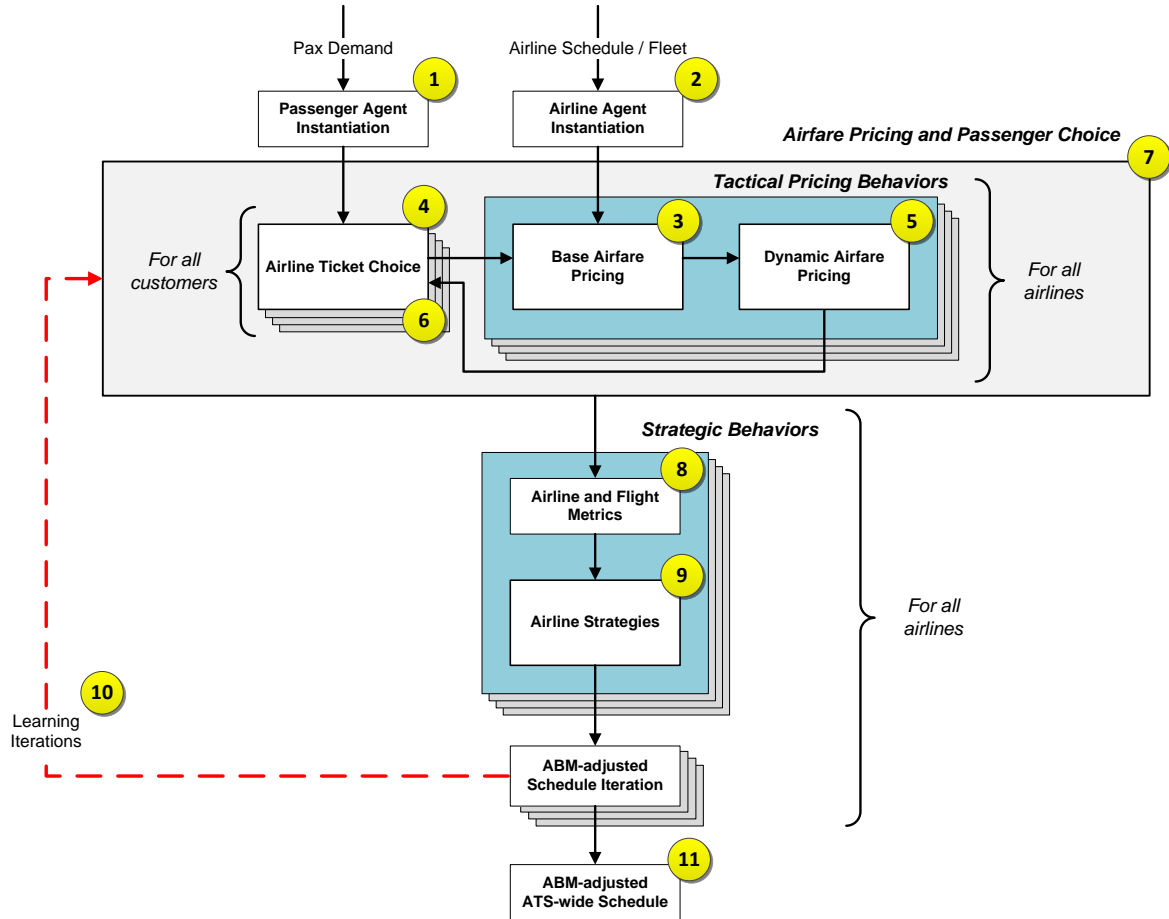 Pax Demand
Airline Schedule / Fleet
1
2
Passenger Agent
Instantiation
Airline Agent
Instantiation
Airfare Pricing and Passenger Choice
7
Tactical Pricing Behaviors
4
3
5
For all
customers
Airline Ticket Choice
Base Airfare
Pricing
Dynamic Airfare
Pricing
For all
airlines
6
Strategic Behaviors
8
Airline and Flight
Metrics
9
Airline Strategies
For all
airlines
10
Learning
Iterations
ABM-adjusted
Schedule Iteration
11
ABM-adjusted
ATS-wide Schedule